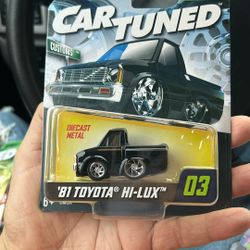 CAR TUNED
CUSTOMS
DIECAST
METAL
'81 TOYOTA® HI-LUX™
03